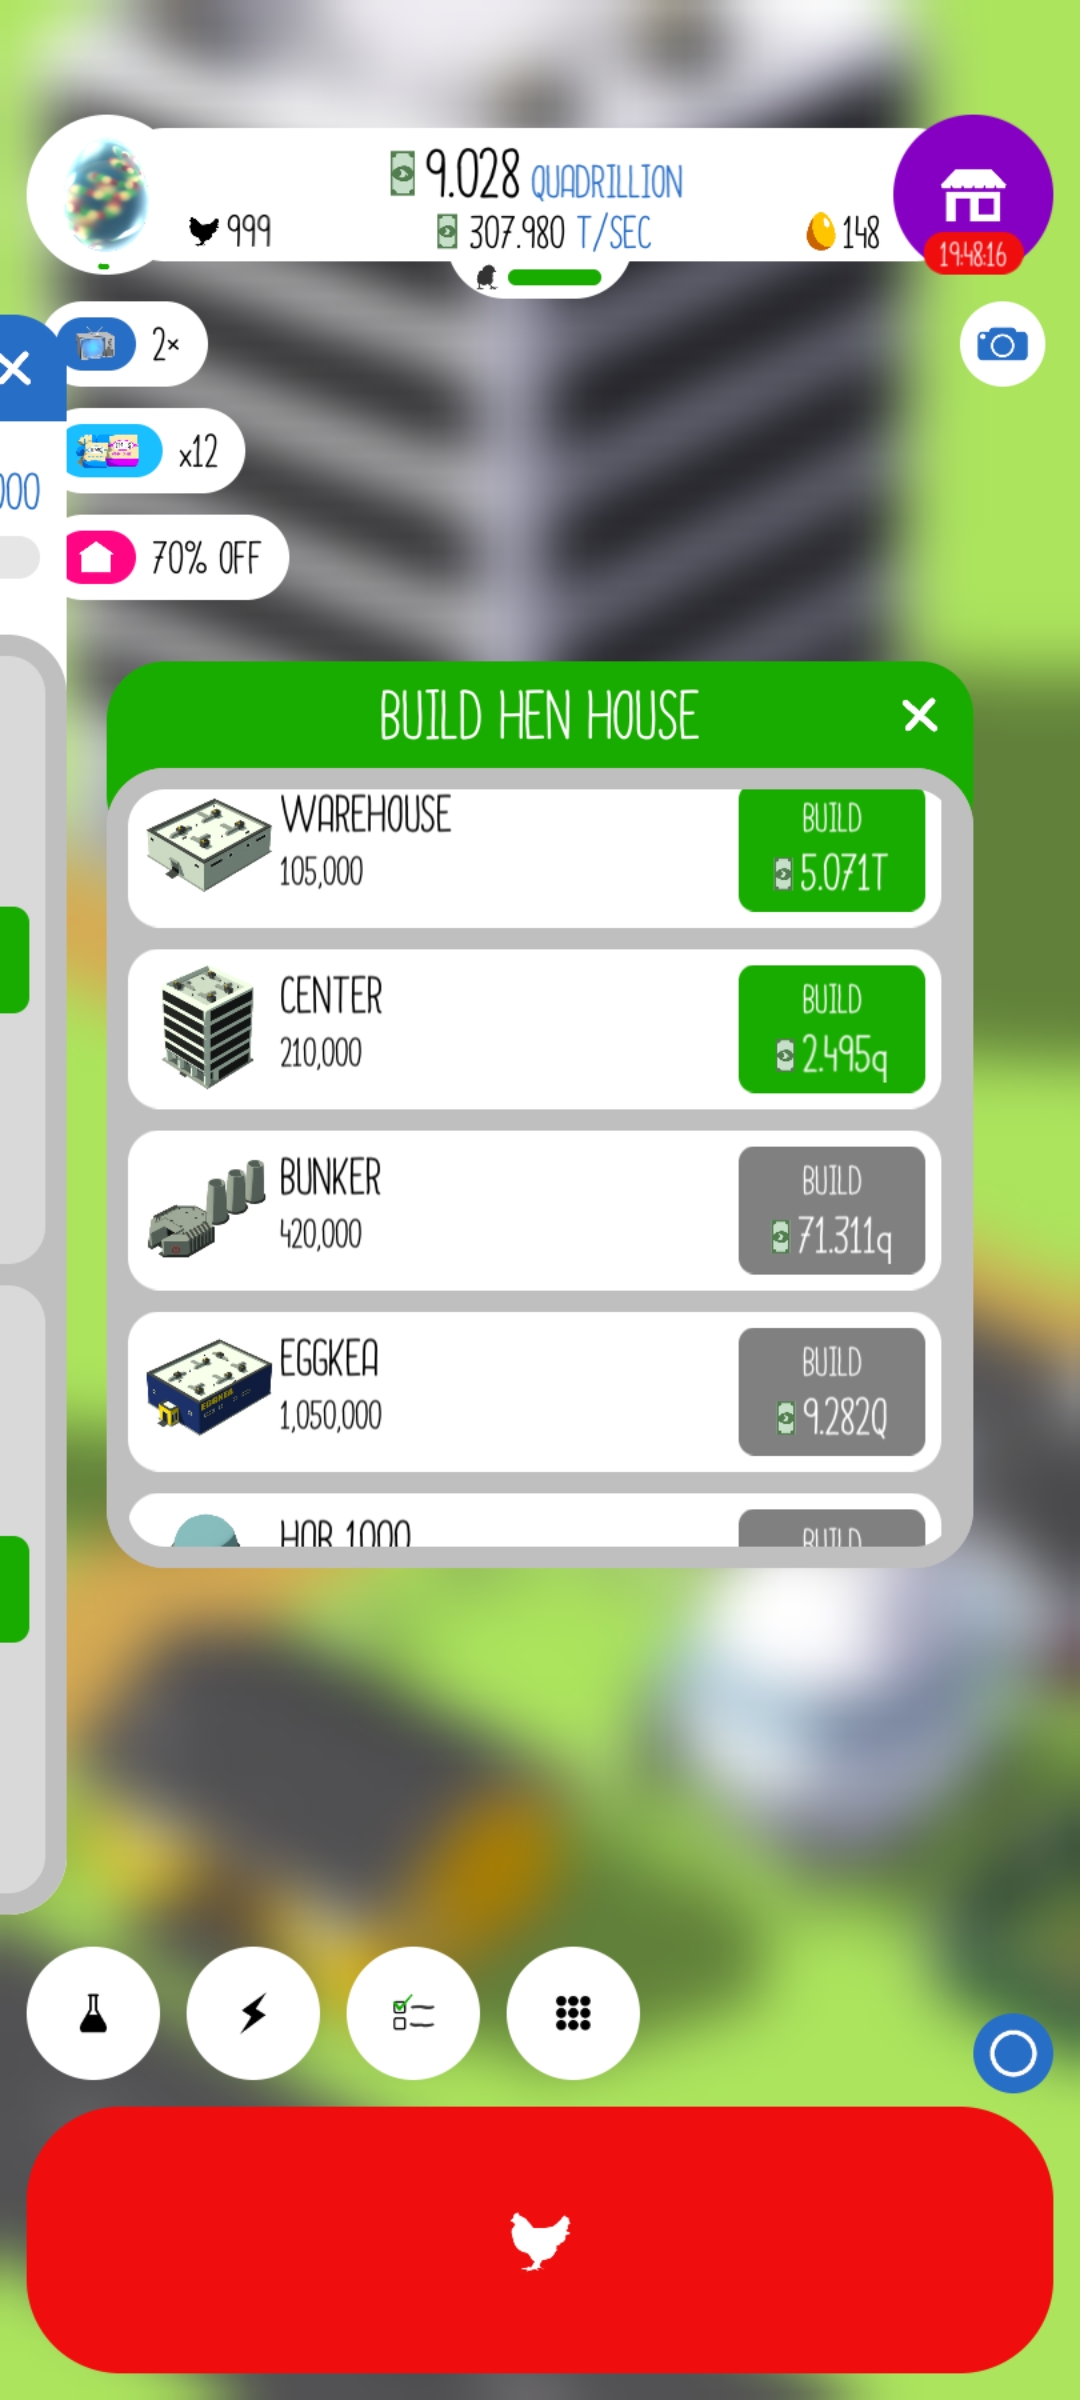 9.028 QUADRILLION
999
307.980 T/SEC
148
19:48:16
2×
x12
000
70% OFF
BUILD HEN HOUSE
WAREHOUSE
105,000
BUILD
5.071T
CENTER
210,000
BUILD
2.495q
BUNKER
420,000
BUILD
71.311q
EGGKEA
1,050,000
BUILD
9.282Q
HAB 1000
BUILD